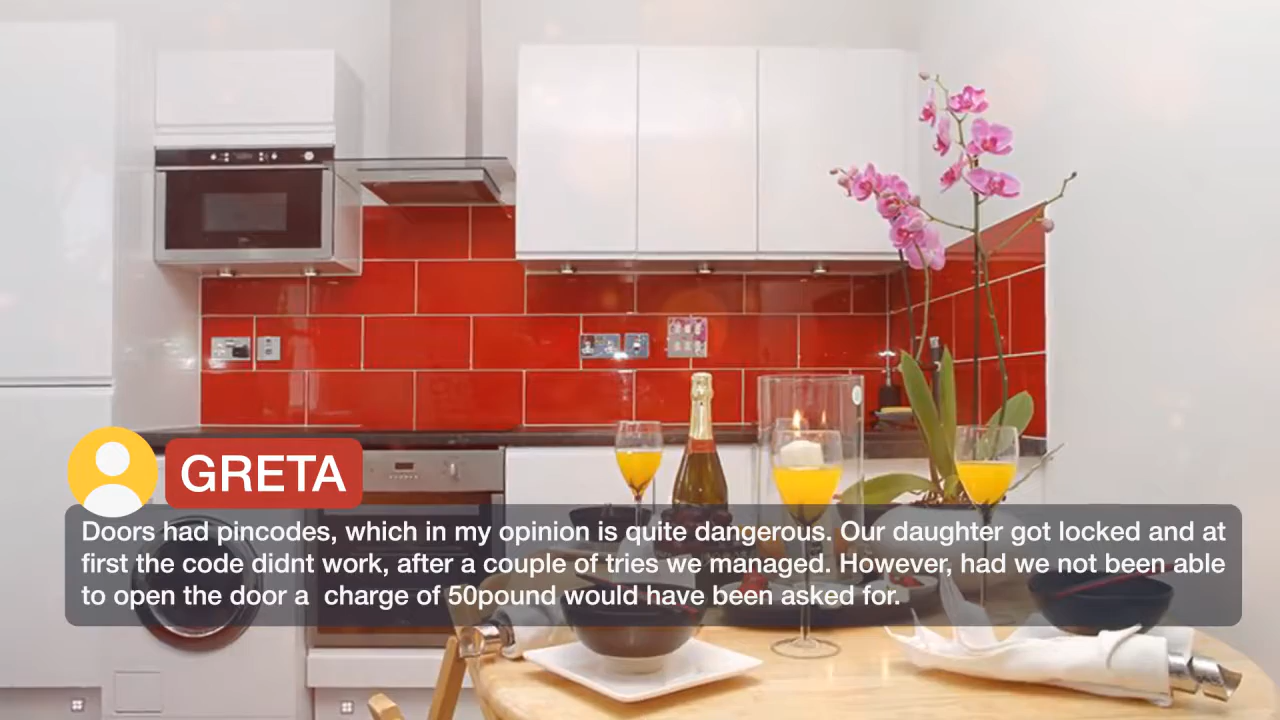 GRETA
Doors had pincodes, which in my opinion is quite dangerous. Our daughter got locked and at
first the code didnt work, after a couple of tries we managed. However, had we not been able
to open the door a  charge of 50pound would have been asked for.